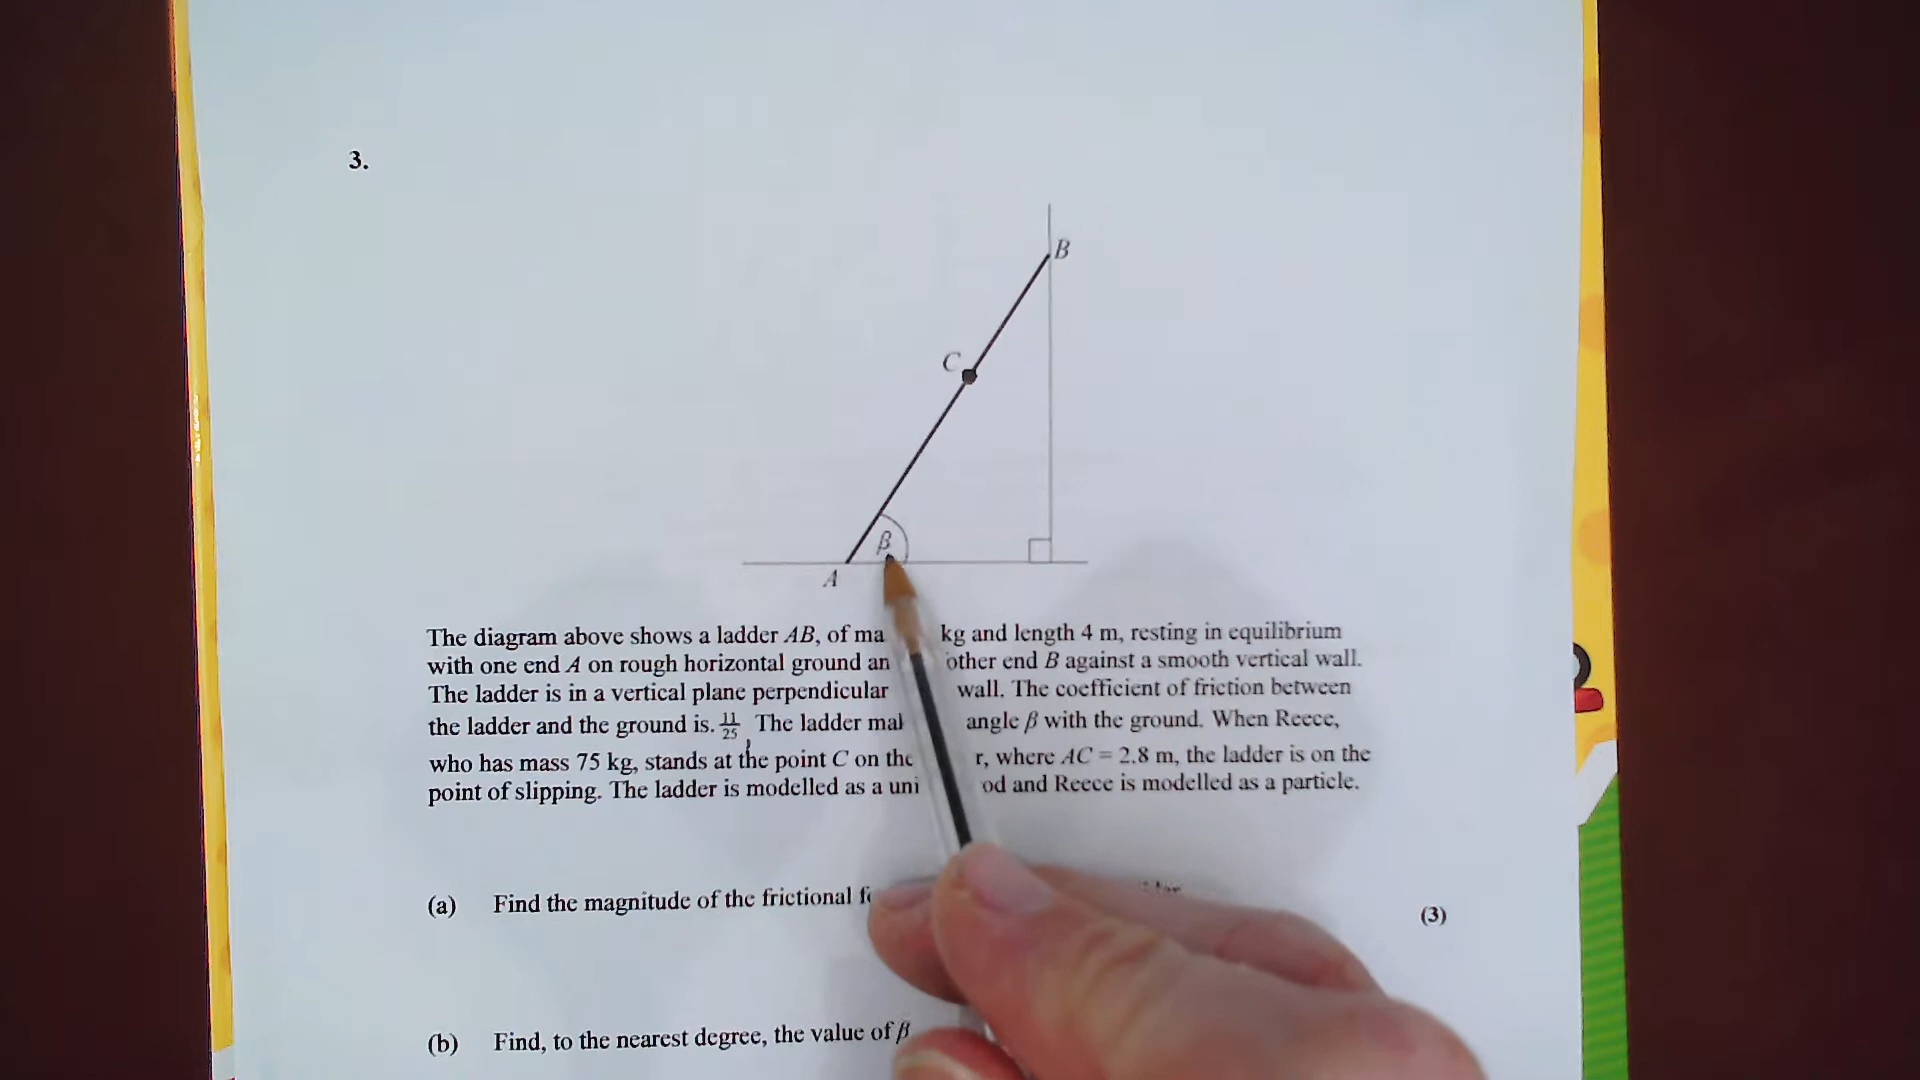 3.
B
C
β
A
The diagram above shows a ladder AB, of ma kg and length 4 m, resting in equilibrium
with one end A on rough horizontal ground an other end B against a smooth vertical wall.
The ladder is in a vertical plane perpendicular wall. The coefficient of friction between
the ladder and the ground is. 11/25 The ladder mak angle β with the ground. When Reece,
who has mass 75 kg, stands at the point C on the r, where AC = 2.8 m, the ladder is on the
point of slipping. The ladder is modelled as a uni od and Reece is modelled as a particle.
(a) Find the magnitude of the frictional
(3)
(b) Find, to the nearest degree, the value of β